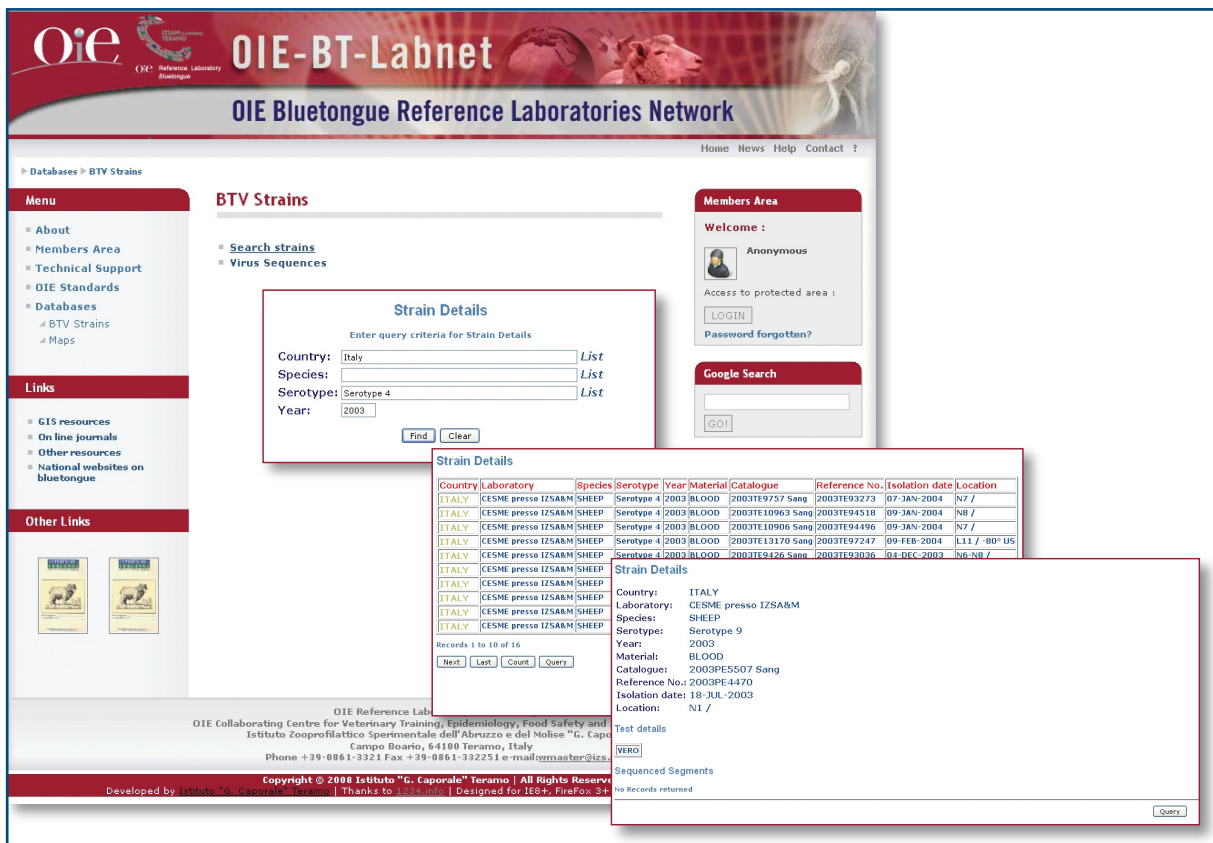 OiE
IZSAM G.CAPORALE
TERAMO
OIE Reference Laboratory
Bluetongue
OIE-BT-Labnet
OIE Bluetongue Reference Laboratories Network
Home News Help Contact ?
Databases BTV Strains
Menu
About
Members Area
Technical Support
OIE Standards
Databases
BTV Strains
Maps
Links
GIS resources
On line journals
Other resources
National websites on
bluetongue
Other Links
BTV Strains
Search strains
Virus Sequences
Members Area
Welcome :
Anonymous
Access to protected area :
LOGIN
Password forgotten?
Google Search
GO!
Strain Details
Enter query criteria for Strain Details
Country: Italy List
Species: List
Serotype: Serotype 4 List
Year: 2003
Find Clear
Strain Details
Country Laboratory Species Serotype Year Material Catalogue Reference No. Isolation date Location
ITALY CESME presso IZSA&M SHEEP Serotype 4 2003 BLOOD 2003TE9757 Sang 2003TE93273 07-JAN-2004 N7 /
ITALY CESME presso IZSA&M SHEEP Serotype 4 2003 BLOOD 2003TE10963 Sang 2003TE94518 09-JAN-2004 N8 /
ITALY CESME presso IZSA&M SHEEP Serotype 4 2003 BLOOD 2003TE10906 Sang 2003TE94496 09-JAN-2004 N7 /
ITALY CESME presso IZSA&M SHEEP Serotype 4 2003 BLOOD 2003TE13170 Sang 2003TE97247 09-FEB-2004 L11 / -80° US
ITALY CESME presso IZSA&M SHEEP Serotype 4 2003 BLOOD 2003TE9426 Sang 2003TE93036 04-DEC-2003 N6-N8 /
ITALY CESME presso IZSA&M SHEEP
ITALY CESME presso IZSA&M SHEEP
ITALY CESME presso IZSA&M SHEEP
ITALY CESME presso IZSA&M SHEEP
ITALY CESME presso IZSA&M SHEEP
Records 1 to 10 of 16
Next Last Count Query
Strain Details
Country: ITALY
Laboratory: CESME presso IZSA&M
Species: SHEEP
Serotype: Serotype 9
Year: 2003
Material: BLOOD
Catalogue: 2003PE5507 Sang
Reference No.: 2003PE4470
Isolation date: 18-JUL-2003
Location: N1 /
Test details
VERO
Sequenced Segments
No Records returned
Query
OIE Reference Lab
OIE Collaborating Centre for Veterinary Training, Epidemiology, Food Safety and
Istituto Zooprofilattico Sperimentale dell'Abruzzo e del Molise "G. Capo
Campo Boario, 64100 Teramo, Italy
Phone +39-0861-3321 Fax +39-0861-332251 e-mail:wmaster@izs.
Copyright © 2008 Istituto "G. Caporale" Teramo | All Rights Reserve
Developed by Istituto "G. Caporale" Teramo | Thanks to 1234.info | Designed for IE8+, FireFox 3+